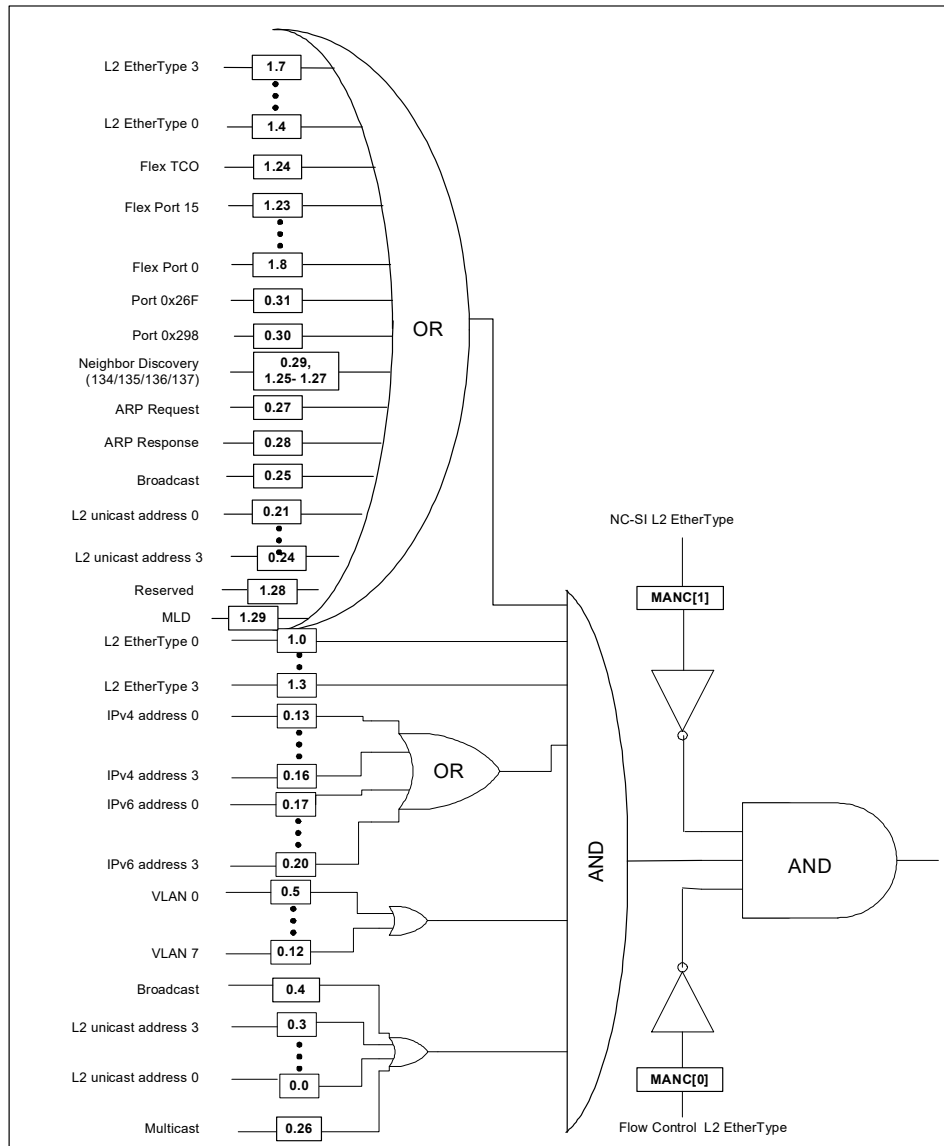 L2 EtherType 3
1.7
L2 EtherType 0
1.4
Flex TCO
1.24
Flex Port 15
1.23
Flex Port 0
1.8
Port 0x26F
0.31
OR
Port 0x298
0.30
Neighbor Discovery
(134/135/136/137)
0.29,
1.25- 1.27
ARP Request
0.27
ARP Response
0.28
Broadcast
0.25
L2 unicast address 0
0.21
NC-SI L2 EtherType
L2 unicast address 3
0.24
Reserved
1.28
MANC[1]
MLD
1.29
L2 EtherType 0
1.0
L2 EtherType 3
1.3
IPv4 address 0
0.13
OR
IPv4 address 3
0.16
IPv6 address 0
0.17
IPv6 address 3
0.20
AND
AND
VLAN 0
0.5
VLAN 7
0.12
Broadcast
0.4
L2 unicast address 3
0.3
L2 unicast address 0
0.0
MANC[0]
Multicast
0.26
Flow Control L2 EtherType